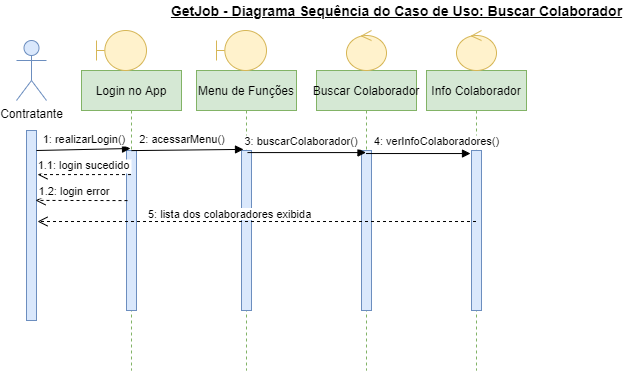 GetJob - Diagrama Sequência do Caso de Uso: Buscar Colaborador
Contratante
Login no App
Menu de Funções
Buscar Colaborador
Info Colaborador
1: realizarLogin()
2: acessarMenu()
3: buscarColaborador()
4: verInfoColaboradores()
1.1: login sucedido
1.2: login error
5: lista dos colaboradores exibida